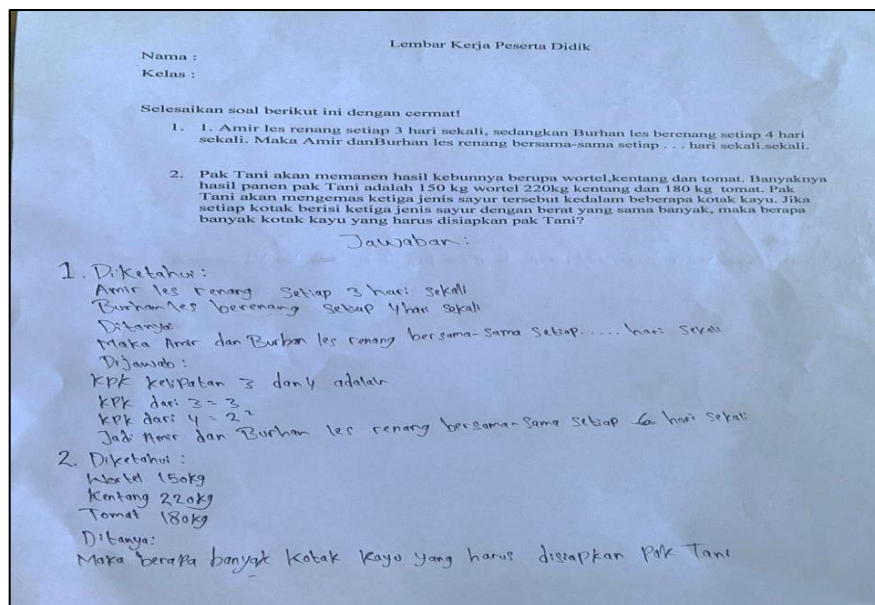 Lembar Kerja Peserta Didik
Nama :
Kelas :
Selesaikan soal berikut ini dengan cermat!
1. 1. Amir les renang setiap 3 hari sekali, sedangkan Burhan les berenang setiap 4 hari
sekali. Maka Amir danBurhan les renang bersama-sama setiap . . . hari sekali.sekali.
2. Pak Tani akan memanen hasil kebunnya berupa wortel,kentang dan tomat. Banyaknya
hasil panen pak Tani adalah 150 kg wortel 220kg kentang dan 180 kg tomat. Pak
Tani akan mengemas ketiga jenis sayur tersebut kedalam beberapa kotak kayu. Jika
setiap kotak berisi ketiga jenis sayur dengan berat yang sama banyak, maka berapa
banyak kotak kayu yang harus disiapkan pak Tani?
Jawaban:
1. Diketahui:
Amir les renang setiap 3 hari sekali
Burhan les berenang setiap 4 hari sekali
Ditanya:
Maka Amir dan Burhan les renang bersama-sama setiap..... hari sekali
Dijawab:
KPK kelipatan 3 dan 4 adalah
KPK dari 3 = 3
KPK dari 4 = 2²
Jadi Amir dan Burhan les renang bersama-sama setiap 6 hari sekali
2. Diketahui:
Wortel 150kg
Kentang 220kg
Tomat 180kg
Ditanya:
Maka berapa banyak kotak kayu yang harus disiapkan Pak Tani